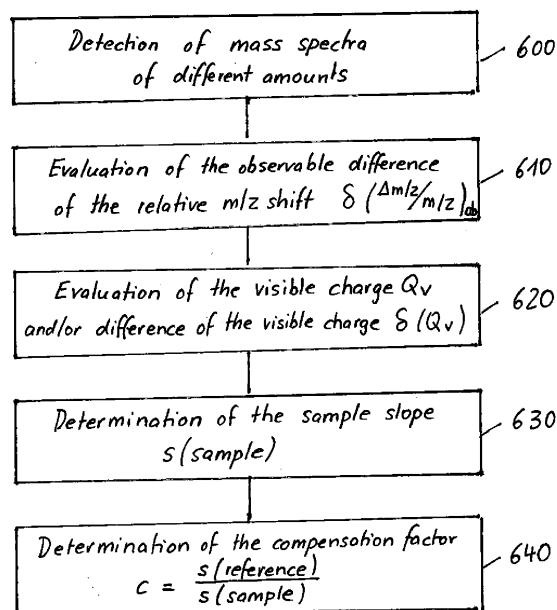 Detection of mass spectra
of different amounts
600
Evaluation of the observable difference
of the relative m/z shift δ (Δm/z/m/z)ob
610
Evaluation of the visible charge Qv
and/or difference of the visible charge δ (Qv)
620
Determination of the sample slope
s(sample)
630
Determination of the compensation factor
c = s(reference)/s(sample)
640